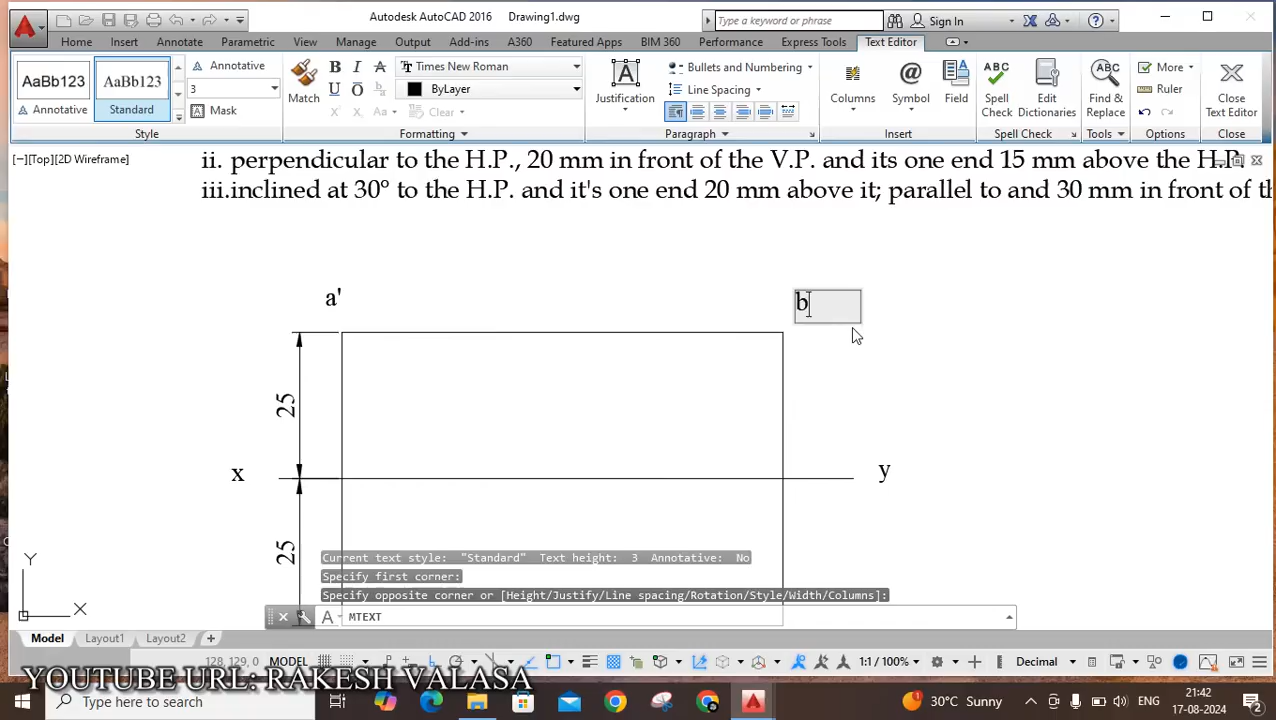 Autodesk AutoCAD 2016 Drawing1.dwg
Type a keyword or phrase
Sign In
Home Insert Annotate Parametric View Manage Output Add-ins A360 Featured Apps BIM 360 Performance Express Tools Text Editor
AaBb123 AaBb123 Annotative
Annotative Standard 3 Mask
Style
Match
Times New Roman
ByLayer
Clear
Formatting
Justification
Bullets and Numbering
Line Spacing
Paragraph
Columns Symbol Field
Insert
Spell Check Edit Dictionaries
Spell Check
Find & Replace
Tools
More
Ruler
Options
Close Text Editor
Close
[−][Top][2D Wireframe]
ii. perpendicular to the H.P., 20 mm in front of the V.P. and its one end 15 mm above the H.P.
iii.inclined at 30° to the H.P. and it's one end 20 mm above it; parallel to and 30 mm in front of th
a'
b
25
x
y
25
Current text style: "Standard" Text height: 3 Annotative: No
Specify first corner:
Specify opposite corner or [Height/Justify/Line spacing/Rotation/Style/Width/Columns]:
MTEXT
Y
X
Model Layout1 Layout2 +
128, 129, 0 MODEL 1:1 / 100% Decimal
YOUTUBE URL: RAKESH VALASA
Type here to search
30°C Sunny
ENG
21:42
17-08-2024
2